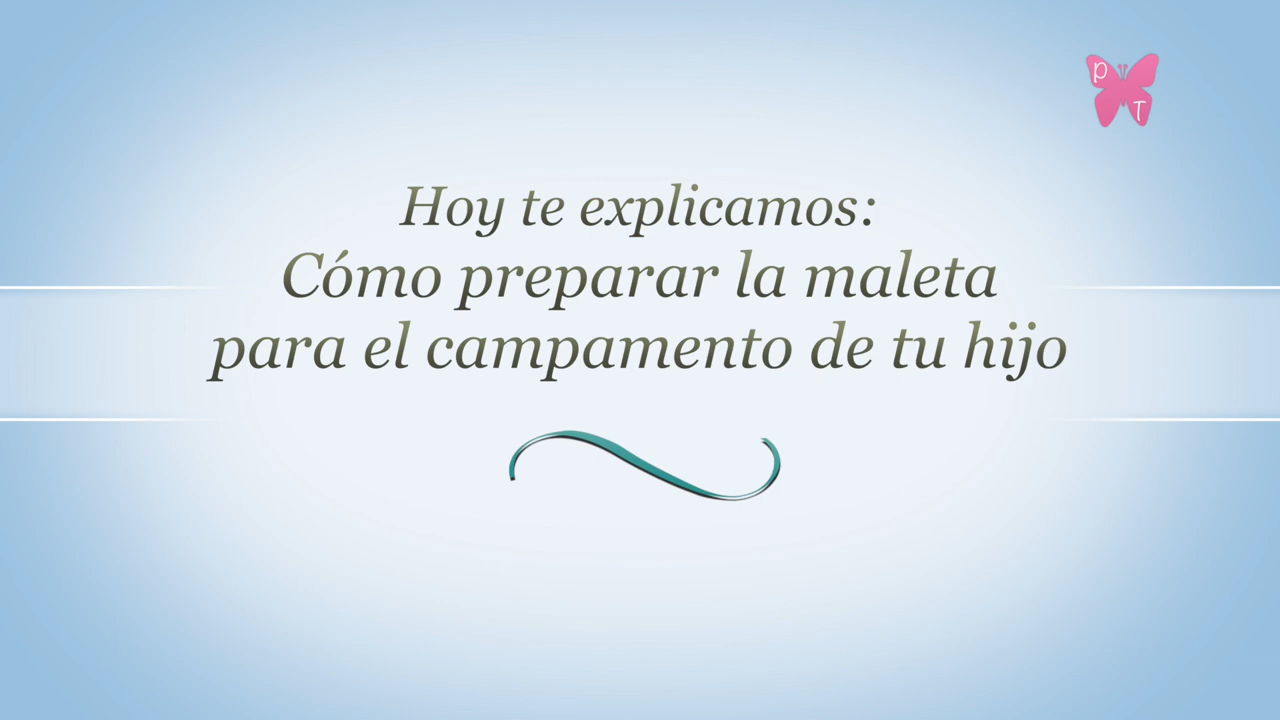 P
T
Hoy te explicamos:
Cómo preparar la maleta
para el campamento de tu hijo